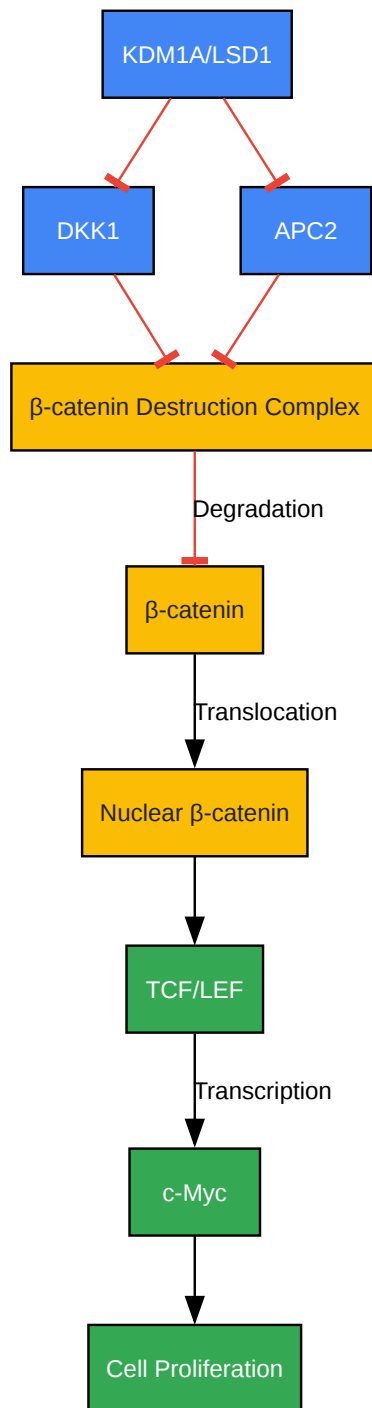 KDM1A/LSD1
DKK1
APC2
β-catenin Destruction Complex
Degradation
β-catenin
Translocation
Nuclear β-catenin
TCF/LEF
Transcription
c-Myc
Cell Proliferation